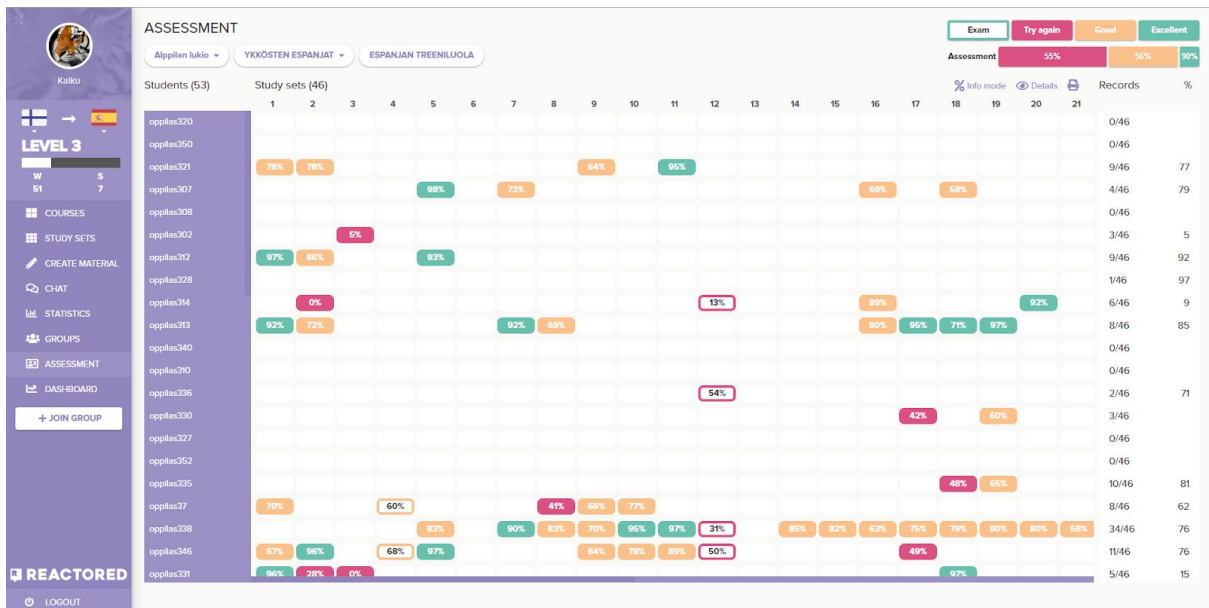 Kaiku
LEVEL 3
W S
51 7
COURSES
STUDY SETS
CREATE MATERIAL
CHAT
STATISTICS
GROUPS
ASSESSMENT
DASHBOARD
+ JOIN GROUP
REACTORED
LOGOUT
ASSESSMENT
Exam Try again Good Excellent
Alppilan lukio YKKÖSTEN ESPANJAT ESPANJAN TREENILUOLA
Assessment 55% 56% 90%
Students (53) Study sets (46) Info mode Details Records %
1 2 3 4 5 6 7 8 9 10 11 12 13 14 15 16 17 18 19 20 21
oppilas320 0/46
oppilas350 0/46
oppilas321 78% 78% 64% 95% 9/46 77
oppilas307 98% 73% 69% 58% 4/46 79
oppilas308 0/46
oppilas302 5% 3/46 5
oppilas312 97% 86% 93% 9/46 92
oppilas328 1/46 97
oppilas314 0% 13% 89% 92% 6/46 9
oppilas313 92% 72% 92% 69% 80% 95% 71% 97% 8/46 85
oppilas340 0/46
oppilas310 0/46
oppilas336 54% 2/46 71
oppilas330 42% 60% 3/46
oppilas327 0/46
oppilas352 0/46
oppilas335 48% 65% 10/46 81
oppilas37 70% 60% 41% 66% 77% 8/46 62
oppilas338 83% 90% 83% 70% 95% 97% 31% 85% 82% 63% 75% 79% 80% 80% 58% 34/46 76
oppilas346 67% 96% 68% 97% 84% 78% 89% 50% 49% 11/46 76
oppilas331 96% 28% 0% 97% 5/46 15